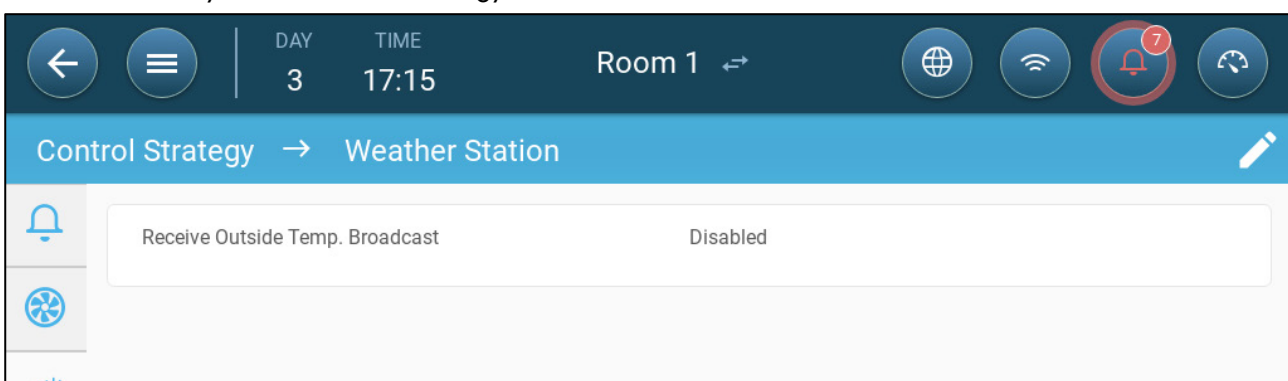 DAY
TIME
3
17:15
Room 1
7
Control Strategy → Weather Station
Receive Outside Temp. Broadcast
Disabled